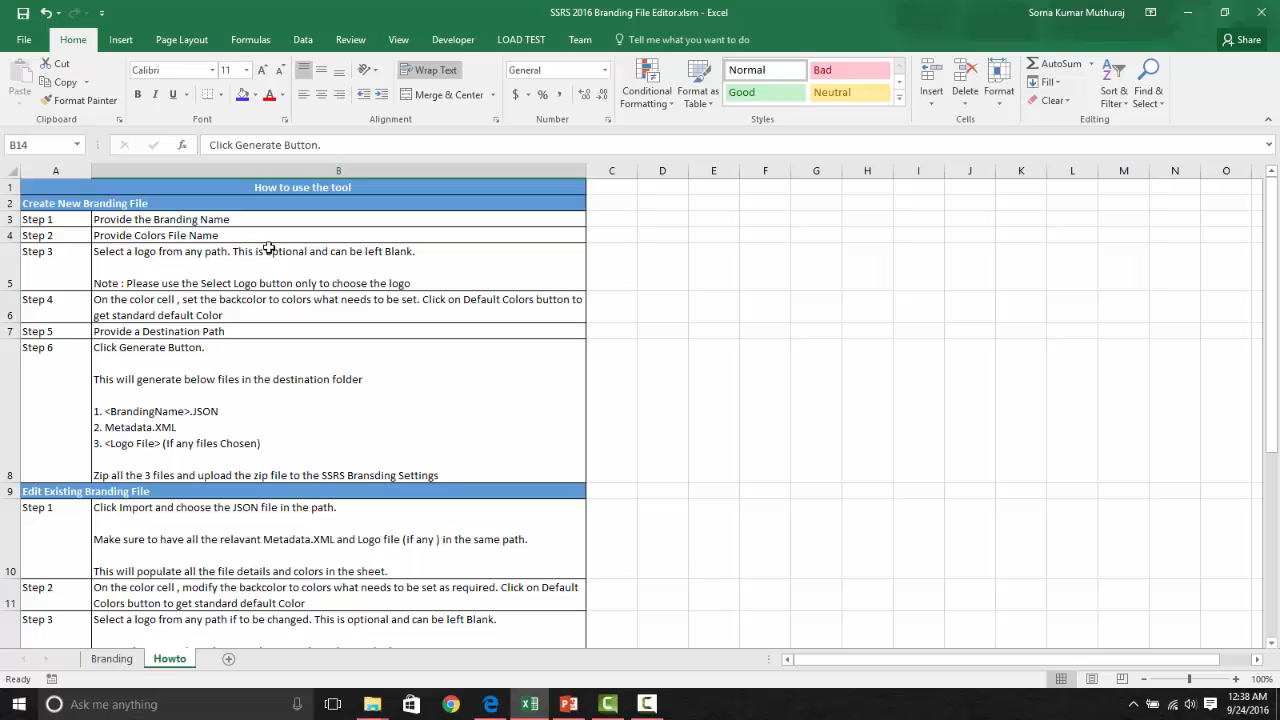 SSRS 2016 Branding File Editor.xlsm - Excel
Sorna Kumar Muthuraj
File Home Insert Page Layout Formulas Data Review View Developer LOAD TEST Team Tell me what you want to do Share
Paste
Cut
Copy
Format Painter
Clipboard
Calibri 11
B I U
Font
Wrap Text
Merge & Center
Alignment
General
$ % ,
Number
Conditional Formatting
Format as Table
Normal Bad
Good Neutral
Styles
Insert Delete Format
Cells
AutoSum
Fill
Clear
Sort & Filter
Find & Select
Editing
B14 fx Click Generate Button.
A B C D E F G H I J K L M N O
1 How to use the tool
2 Create New Branding File
3 Step 1 Provide the Branding Name
4 Step 2 Provide Colors File Name
Step 3 Select a logo from any path. This is optional and can be left Blank.
5 Note : Please use the Select Logo button only to choose the logo
Step 4 On the color cell , set the backcolor to colors what needs to be set. Click on Default Colors button to
6 get standard default Color
7 Step 5 Provide a Destination Path
Step 6 Click Generate Button.
This will generate below files in the destination folder
1. <BrandingName>.JSON
2. Metadata.XML
3. <Logo File> (If any files Chosen)
8 Zip all the 3 files and upload the zip file to the SSRS Bransding Settings
9 Edit Existing Branding File
Step 1 Click Import and choose the JSON file in the path.
Make sure to have all the relavant Metadata.XML and Logo file (if any ) in the same path.
10 This will populate all the file details and colors in the sheet.
Step 2 On the color cell , modify the backcolor to colors what needs to be set as required. Click on Default
11 Colors button to get standard default Color
Step 3 Select a logo from any path if to be changed. This is optional and can be left Blank.
Branding Howto
Ready 100%
Ask me anything
12:38 AM
9/24/2016